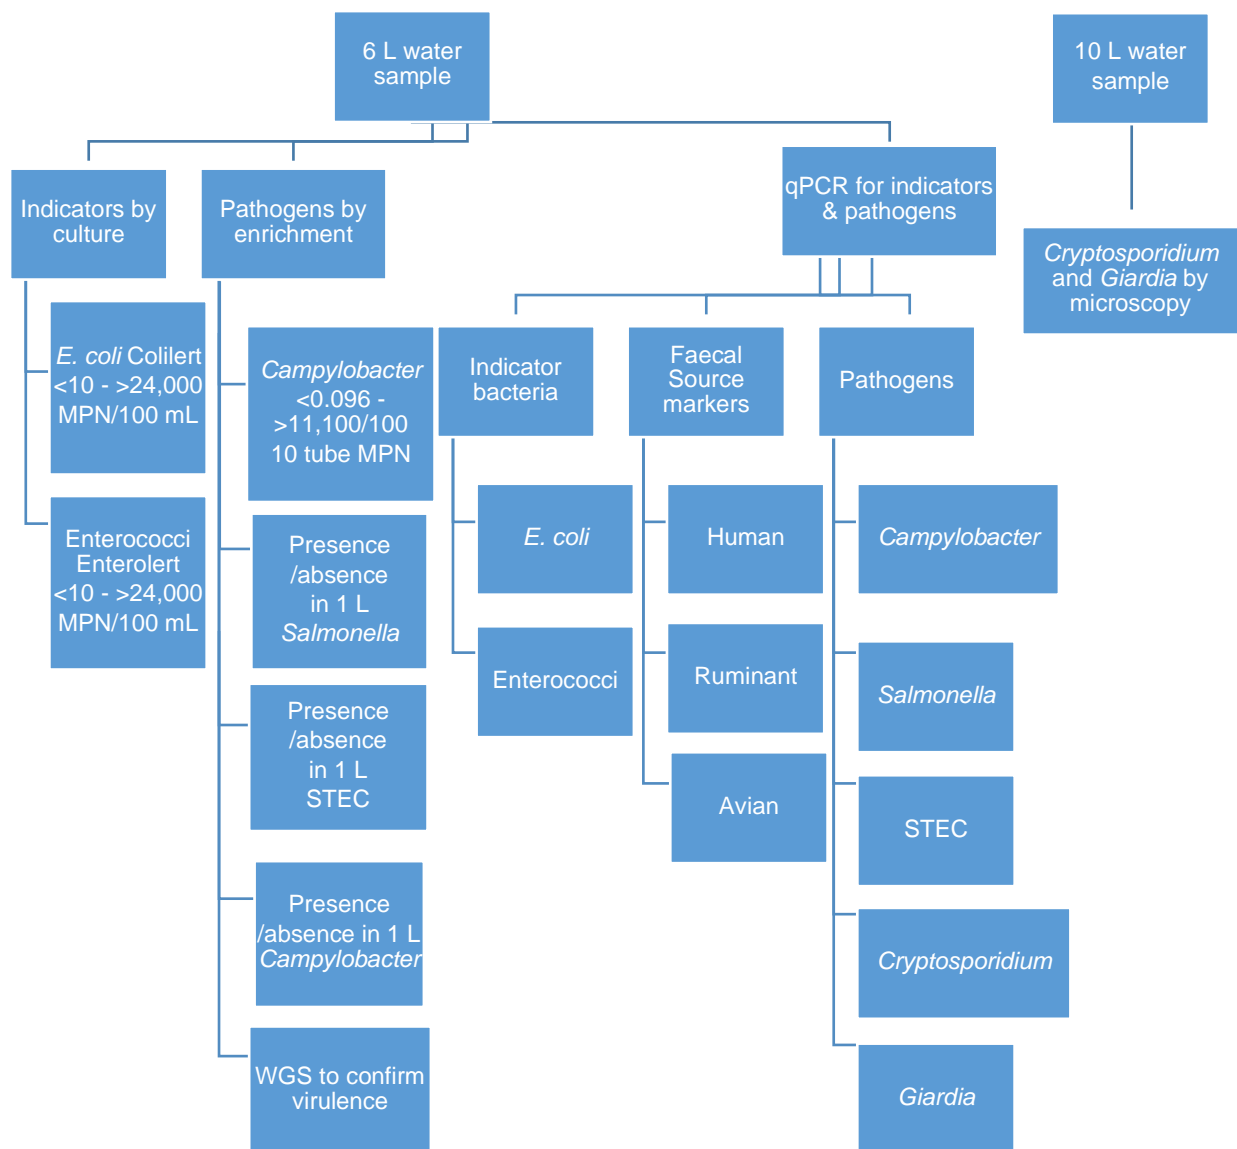 6 L water
sample
10 L water
sample
Indicators by
culture
Pathogens by
enrichment
qPCR for indicators
& pathogens
Cryptosporidium
and Giardia by
microscopy
E. coli Colilert
<10 - >24,000
MPN/100 mL
Enterococci
Enterolert
<10 - >24,000
MPN/100 mL
Campylobacter
<0.096 -
>11,100/100
10 tube MPN
Presence
/absence
in 1 L
Salmonella
Presence
/absence
in 1 L
STEC
Presence
/absence in 1 L
Campylobacter
WGS to confirm
virulence
Indicator
bacteria
E. coli
Enterococci
Faecal
Source
markers
Human
Ruminant
Avian
Pathogens
Campylobacter
Salmonella
STEC
Cryptosporidium
Giardia